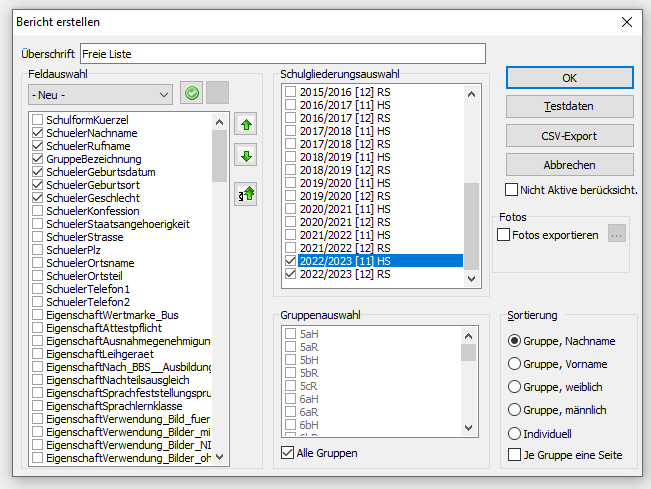 Bericht erstellen
Überschrift
Freie Liste
Feldauswahl
- Neu -
SchulformKuerzel
SchuelerNachname
SchuelerRufname
GruppeBezeichnung
SchuelerGeburtsdatum
SchuelerGeburtsort
SchuelerGeschlecht
SchuelerKonfession
SchuelerStaatsangehoerigkeit
SchuelerStrasse
SchuelerPlz
SchuelerOrtsname
SchuelerOrtsteil
SchuelerTelefon1
SchuelerTelefon2
EigenschaftWertmarke_Bus
EigenschaftAttestpflicht
EigenschaftAusnahmegenehmigun
EigenschaftLeihgeraet
EigenschaftNach_BBS__Ausbildung
EigenschaftNachteilsausgleich
EigenschaftSprachfeststellungspru
EigenschaftSprachlernklasse
EigenschaftVerwendung_Bild_fuer
EigenschaftVerwendung_Bilder_mi
EigenschaftVerwendung_Bilder_NI
EigenschaftVerwendung_Bilder_oh
Schulgliederungsauswahl
2015/2016 [12] RS
2016/2017 [11] HS
2016/2017 [12] RS
2017/2018 [11] HS
2017/2018 [12] RS
2018/2019 [11] HS
2018/2019 [12] RS
2019/2020 [11] HS
2019/2020 [12] RS
2020/2021 [11] HS
2020/2021 [12] RS
2021/2022 [11] HS
2021/2022 [12] RS
2022/2023 [11] HS
2022/2023 [12] RS
Gruppenauswahl
5aH
5aR
5bH
5bR
5cR
6aH
6aR
6bH
6bR
Alle Gruppen
OK
Testdaten
CSV-Export
Abbrechen
Nicht Aktive berücksicht.
Fotos
Fotos exportieren
...
Sortierung
Gruppe, Nachname
Gruppe, Vorname
Gruppe, weiblich
Gruppe, männlich
Individuell
Je Gruppe eine Seite